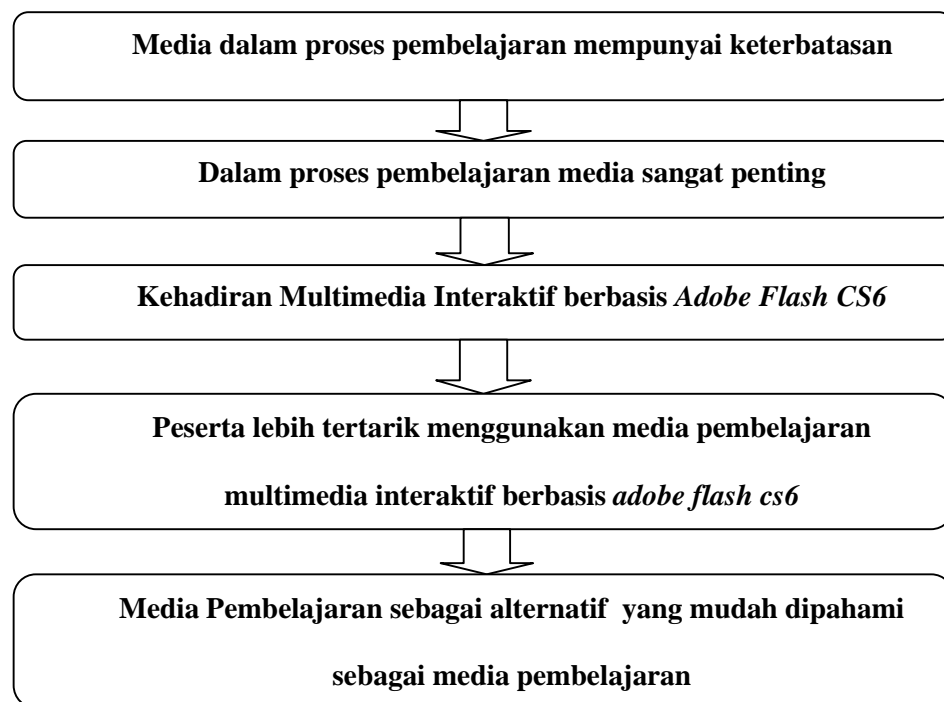 Media dalam proses pembelajaran mempunyai keterbatasan
Dalam proses pembelajaran media sangat penting
Kehadiran Multimedia Interaktif berbasis Adobe Flash CS6
Peserta lebih tertarik menggunakan media pembelajaran
multimedia interaktif berbasis adobe flash cs6
Media Pembelajaran sebagai alternatif yang mudah dipahami
sebagai media pembelajaran